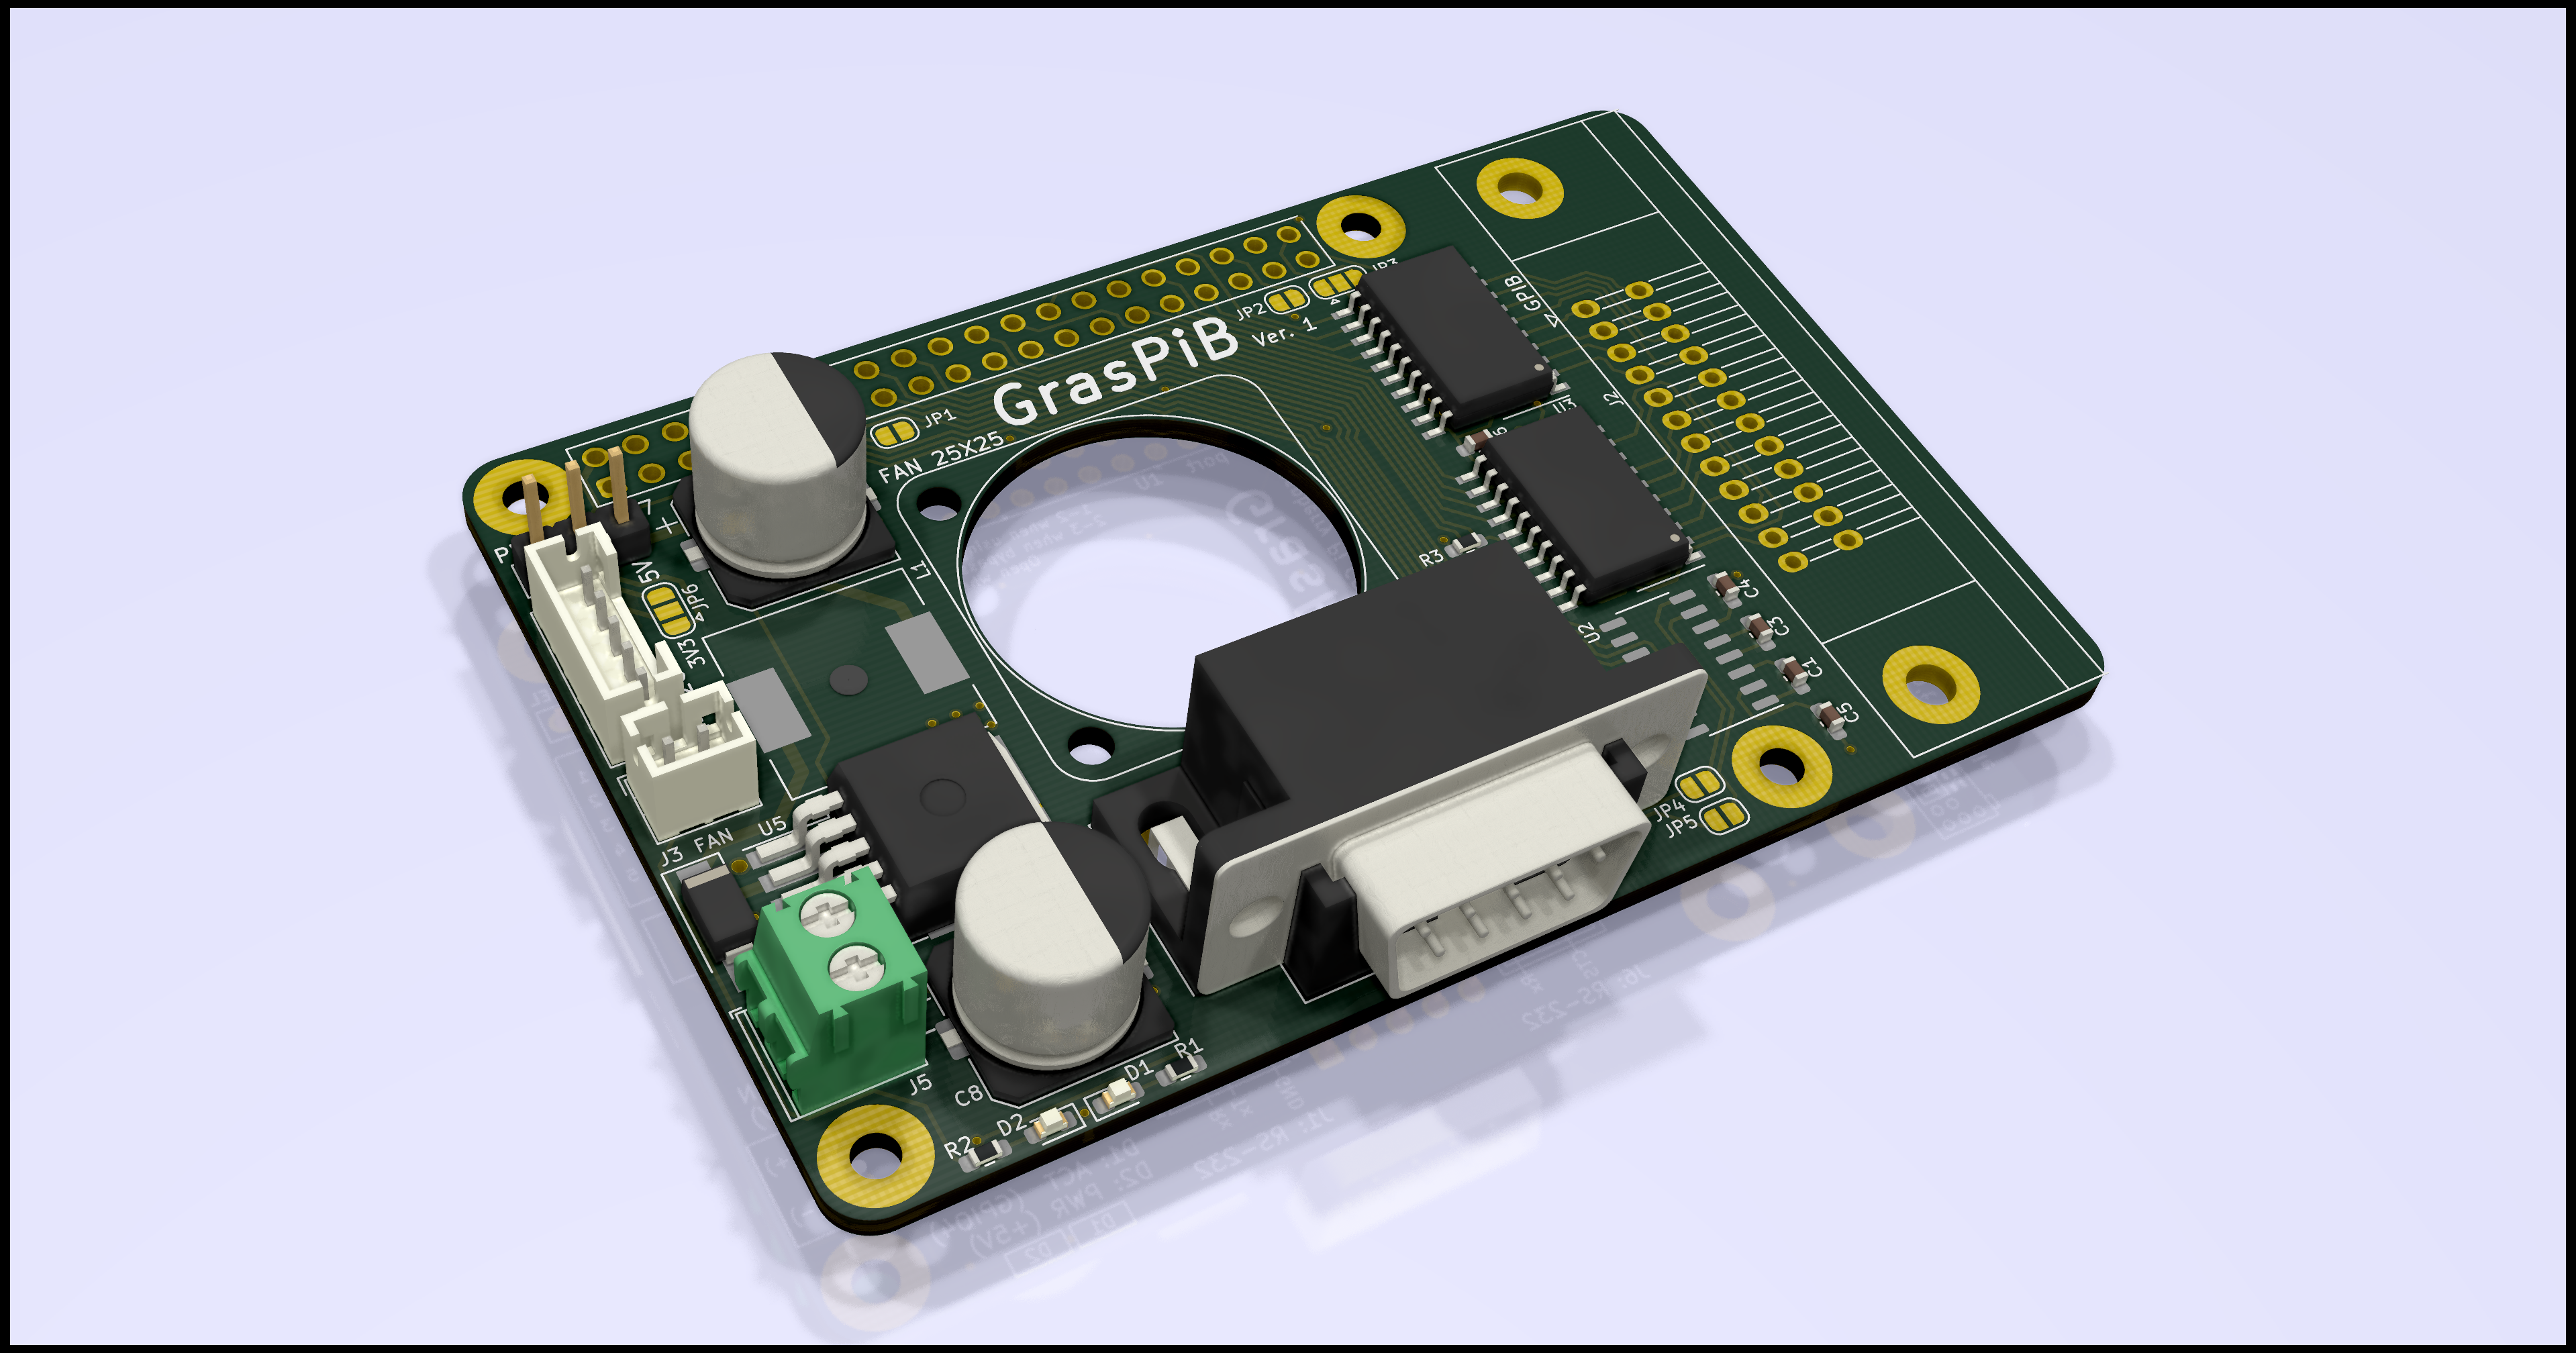 GrasPiB
Ver. 1
FAN 25X25
JP1
JP2
JP3
GPIB
J2
U3
U2
R3
C4
C3
C1
C5
JP4
JP5
5V
JP6
3V3
L1
+
J3 FAN
U5
J5
C8
D1
R1
D2
R2